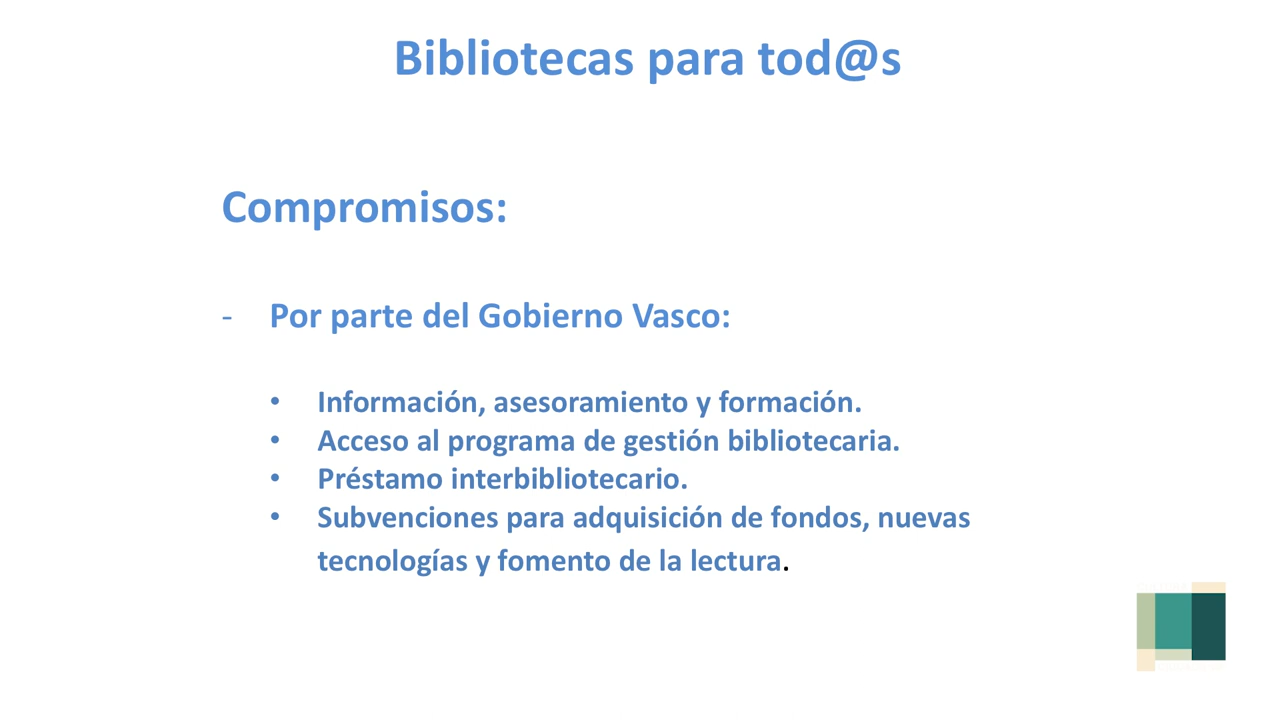 Bibliotecas para tod@s
Compromisos:
- Por parte del Gobierno Vasco:
• Información, asesoramiento y formación.
• Acceso al programa de gestión bibliotecaria.
• Préstamo interbibliotecario.
• Subvenciones para adquisición de fondos, nuevas
tecnologías y fomento de la lectura.